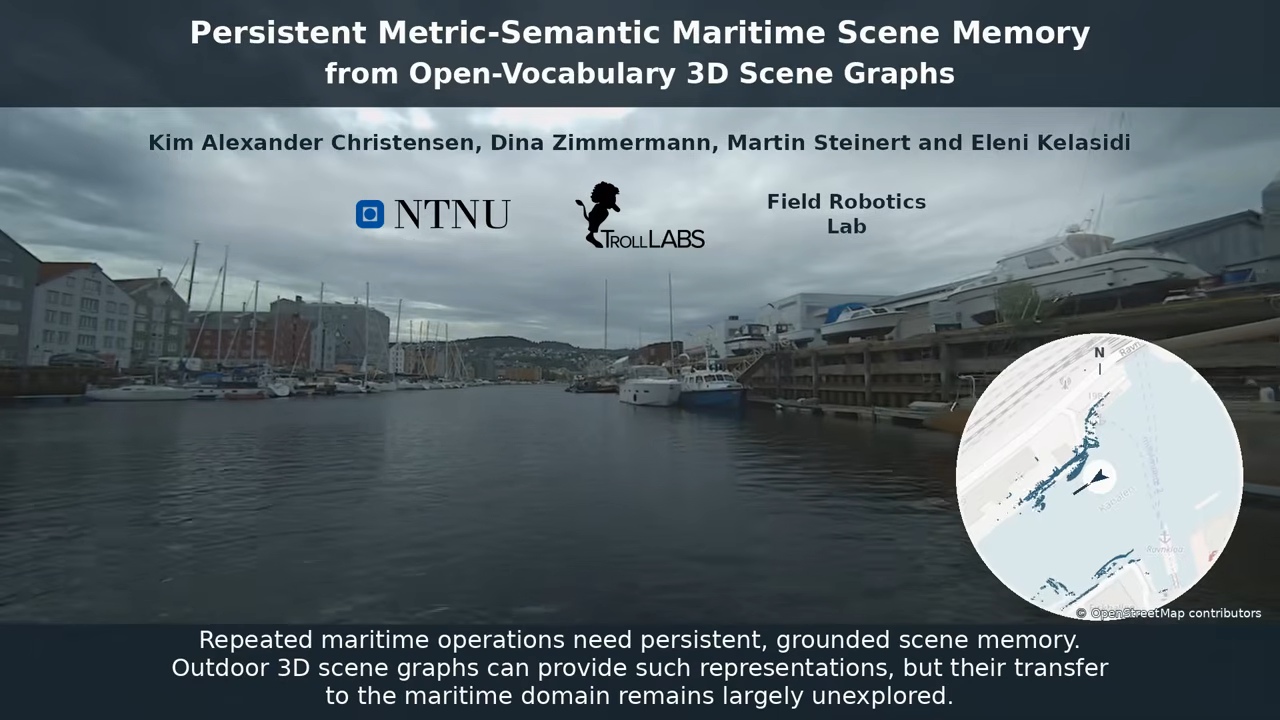 Persistent Metric-Semantic Maritime Scene Memory
from Open-Vocabulary 3D Scene Graphs
Kim Alexander Christensen, Dina Zimmermann, Martin Steinert and Eleni Kelasidi
NTNU
TROLLLABS
Field Robotics
Lab
N
© OpenStreetMap contributors
Repeated maritime operations need persistent, grounded scene memory.
Outdoor 3D scene graphs can provide such representations, but their transfer
to the maritime domain remains largely unexplored.